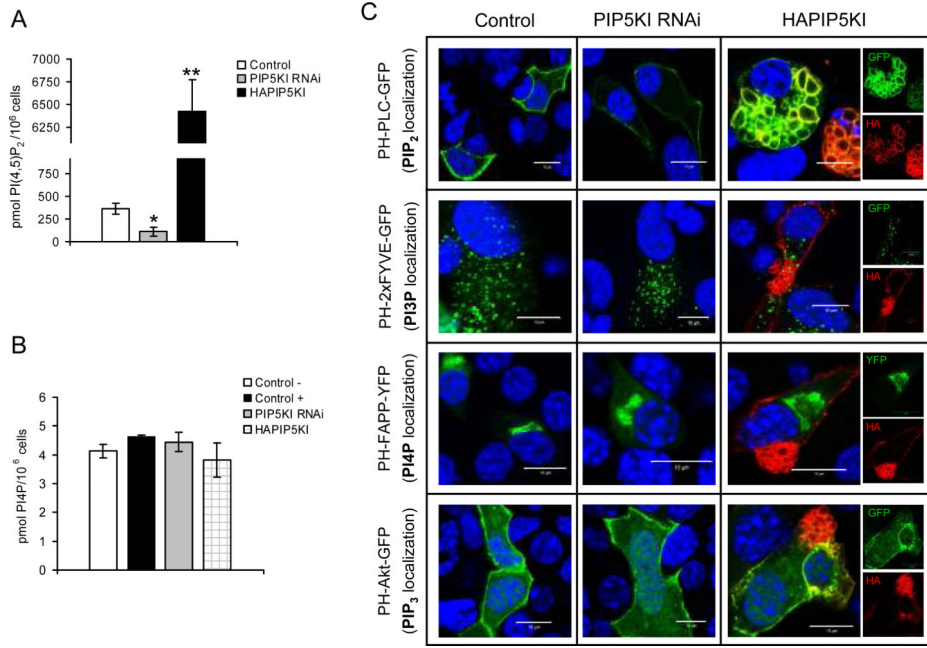 A
pmol PI(4,5)P2 /10^6 cells
7000
6750
6500
6250
750
500
250
0
Control
PIP5KI RNAi
HAPIP5KI
*
**
B
pmol PI4P/10^6 cells
6
5
4
3
2
1
0
Control -
Control +
PIP5KI RNAi
HAPIP5KI
C
Control
PIP5KI RNAi
HAPIP5KI
PH-PLC-GFP
(PIP2 localization)
GFP
HA
PH-2xFYVE-GFP
(PI3P localization)
GFP
HA
PH-FAPP-YFP
(PI4P localization)
YFP
HA
PH-Akt-GFP
(PIP3 localization)
GFP
HA